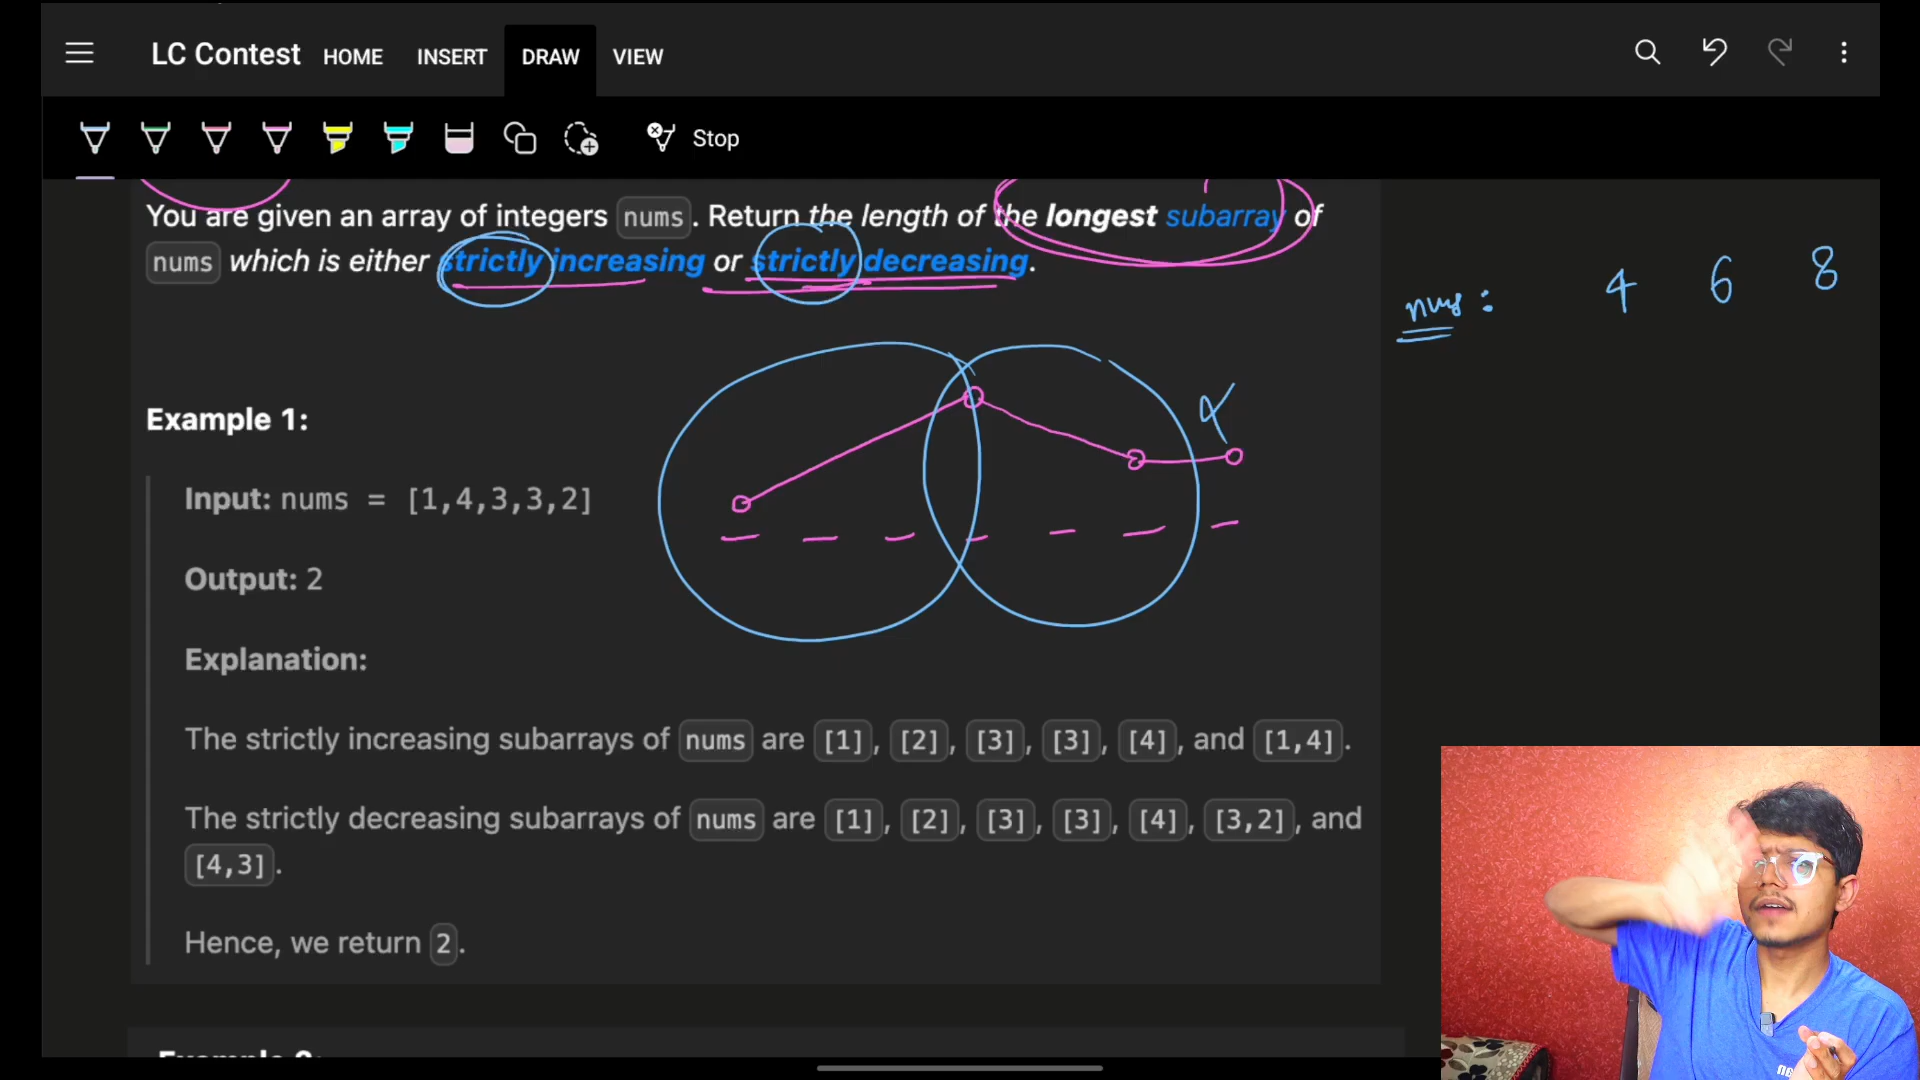 LC Contest HOME INSERT DRAW VIEW
Stop
You are given an array of integers nums. Return the length of the longest subarray of
nums which is either strictly increasing or strictly decreasing.
nums : 4 6 8
Example 1:
Input: nums = [1,4,3,3,2]
Output: 2
Explanation:
The strictly increasing subarrays of nums are [1], [2], [3], [3], [4], and [1,4].
The strictly decreasing subarrays of nums are [1], [2], [3], [3], [4], [3,2], and
[4,3].
Hence, we return 2.